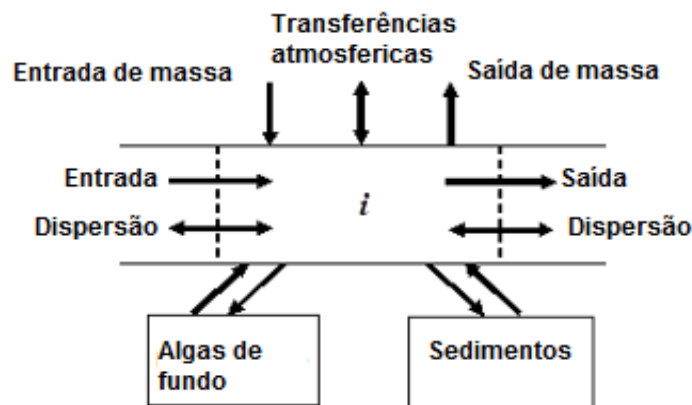 Transferências
atmosfericas
Entrada de massa
Saída de massa
Entrada
i
Saída
Dispersão
Dispersão
Algas de
fundo
Sedimentos